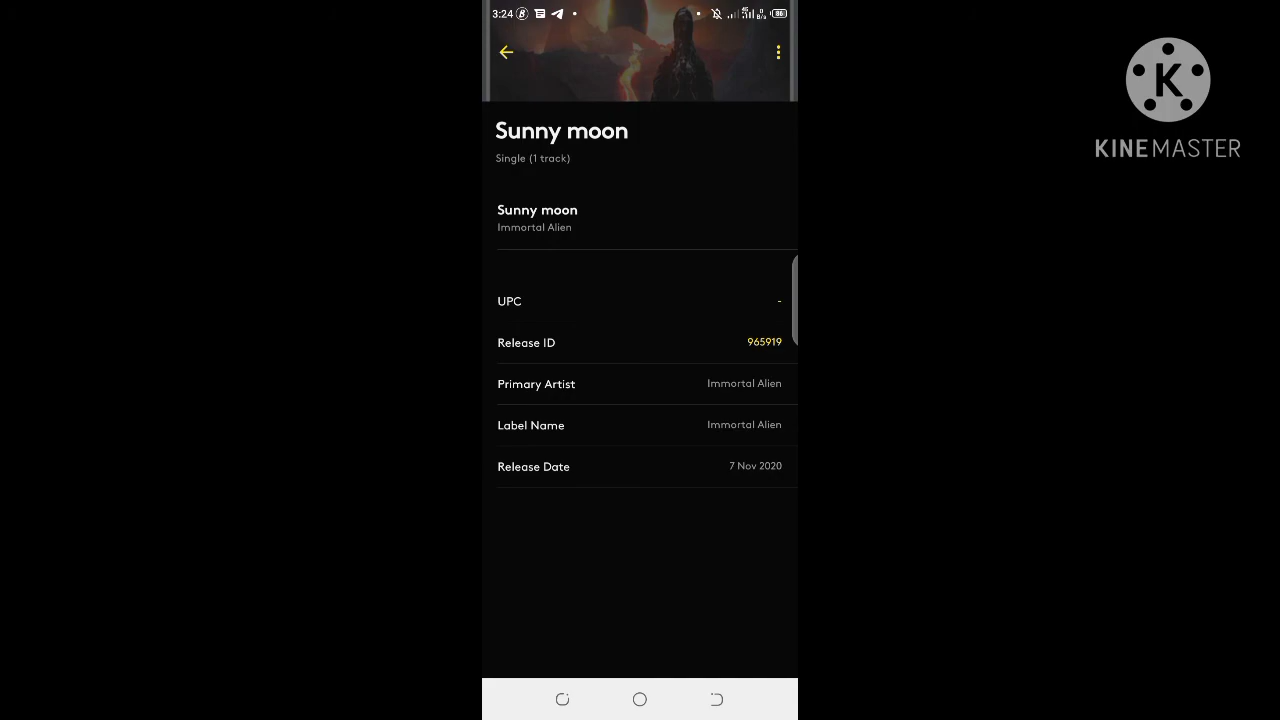 3:24
86
KINEMASTER
Sunny moon
Single (1 track)
Sunny moon
Immortal Alien
UPC -
Release ID 965919
Primary Artist Immortal Alien
Label Name Immortal Alien
Release Date 7 Nov 2020